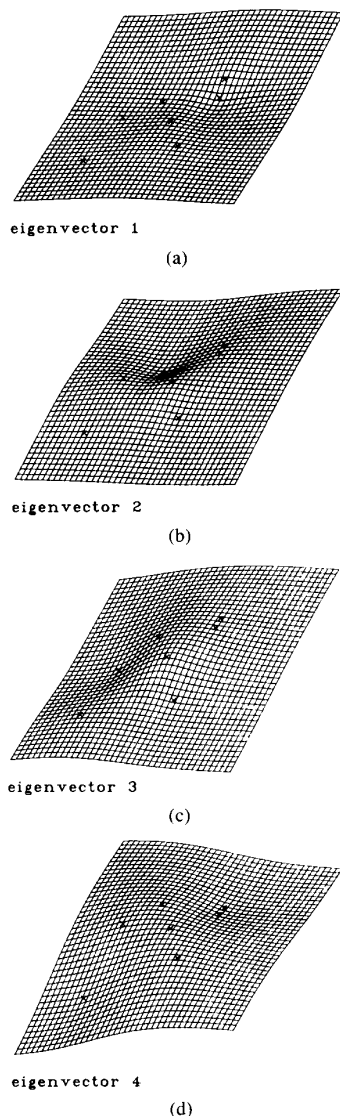 eigenvector 1
(a)
eigenvector 2
(b)
eigenvector 3
(c)
eigenvector 4
(d)